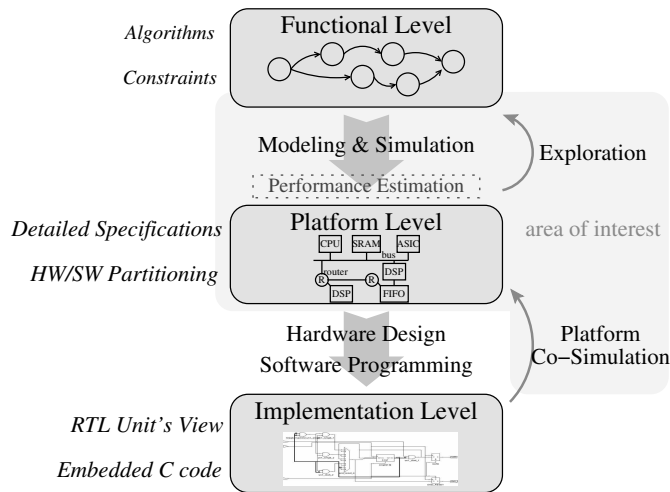 Functional Level
Algorithms
Constraints
Modeling & Simulation
Exploration
Performance Estimation
Platform Level
Detailed Specifications
area of interest
CPU
SRAM
ASIC
bus
HW/SW Partitioning
router
DSP
R
R
DSP
FIFO
Hardware Design
Software Programming
Platform
Co−Simulation
Implementation Level
RTL Unit's View
Embedded C code